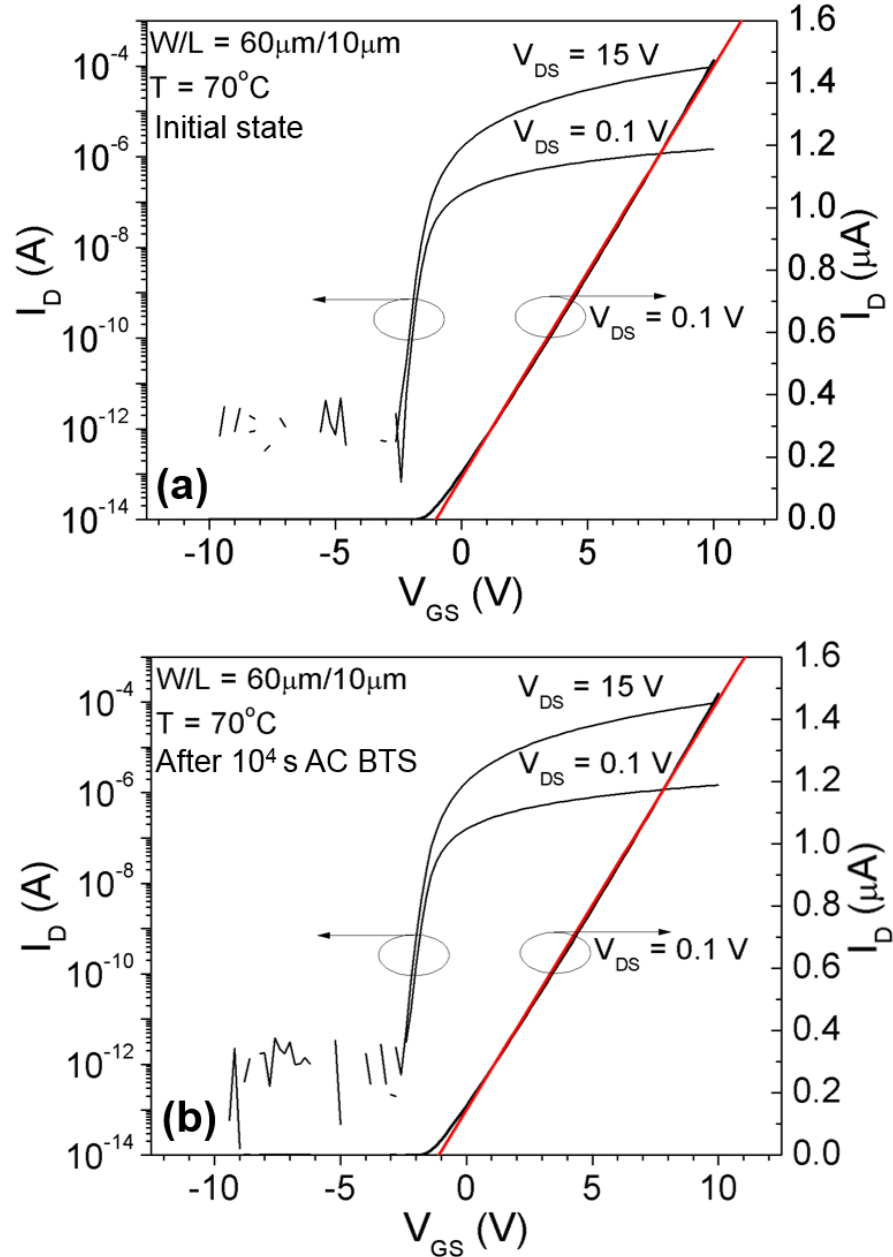 W/L = 60μm/10μm
T = 70°C
Initial state
V_DS = 15 V
V_DS = 0.1 V
V_DS = 0.1 V
(a)
10⁻⁴
10⁻⁶
10⁻⁸
10⁻¹⁰
10⁻¹²
10⁻¹⁴
I_D (A)
1.6
1.4
1.2
1.0
0.8
0.6
0.4
0.2
0.0
I_D (μA)
-10 -5 0 5 10
V_GS (V)
W/L = 60μm/10μm
T = 70°C
After 10⁴ s AC BTS
V_DS = 15 V
V_DS = 0.1 V
V_DS = 0.1 V
(b)
10⁻⁴
10⁻⁶
10⁻⁸
10⁻¹⁰
10⁻¹²
10⁻¹⁴
I_D (A)
1.6
1.4
1.2
1.0
0.8
0.6
0.4
0.2
0.0
I_D (μA)
-10 -5 0 5 10
V_GS (V)